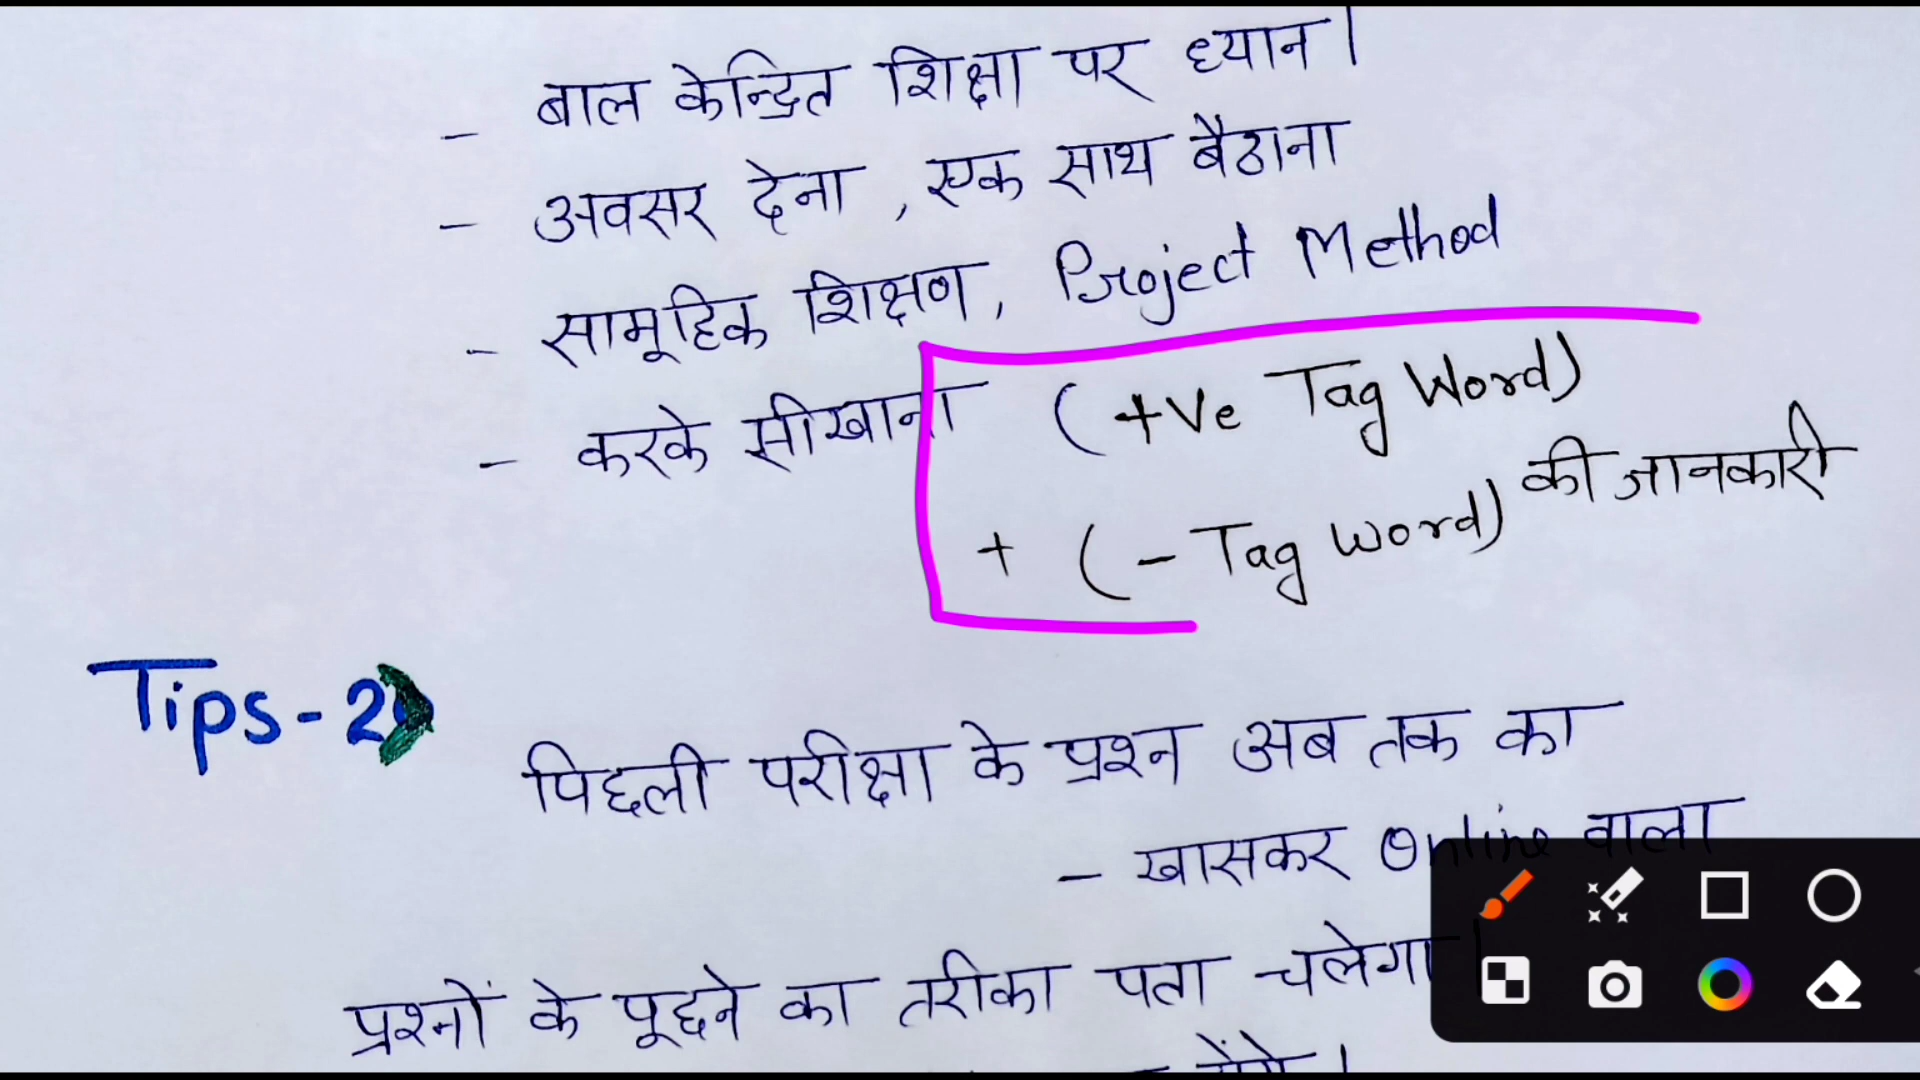 - बाल केन्द्रित शिक्षा पर ध्यान।
- अवसर देना, एक साथ बैठाना
- सामूहिक शिक्षण, Project Method
- करके सीखाना (+Ve Tag Word)
+ (- Tag Word) की जानकारी
Tips-2
पिछली परीक्षा के प्रश्न अब तक का
- खासकर Online वाला
प्रश्नों के पूछने का तरीका पता चलेगा।